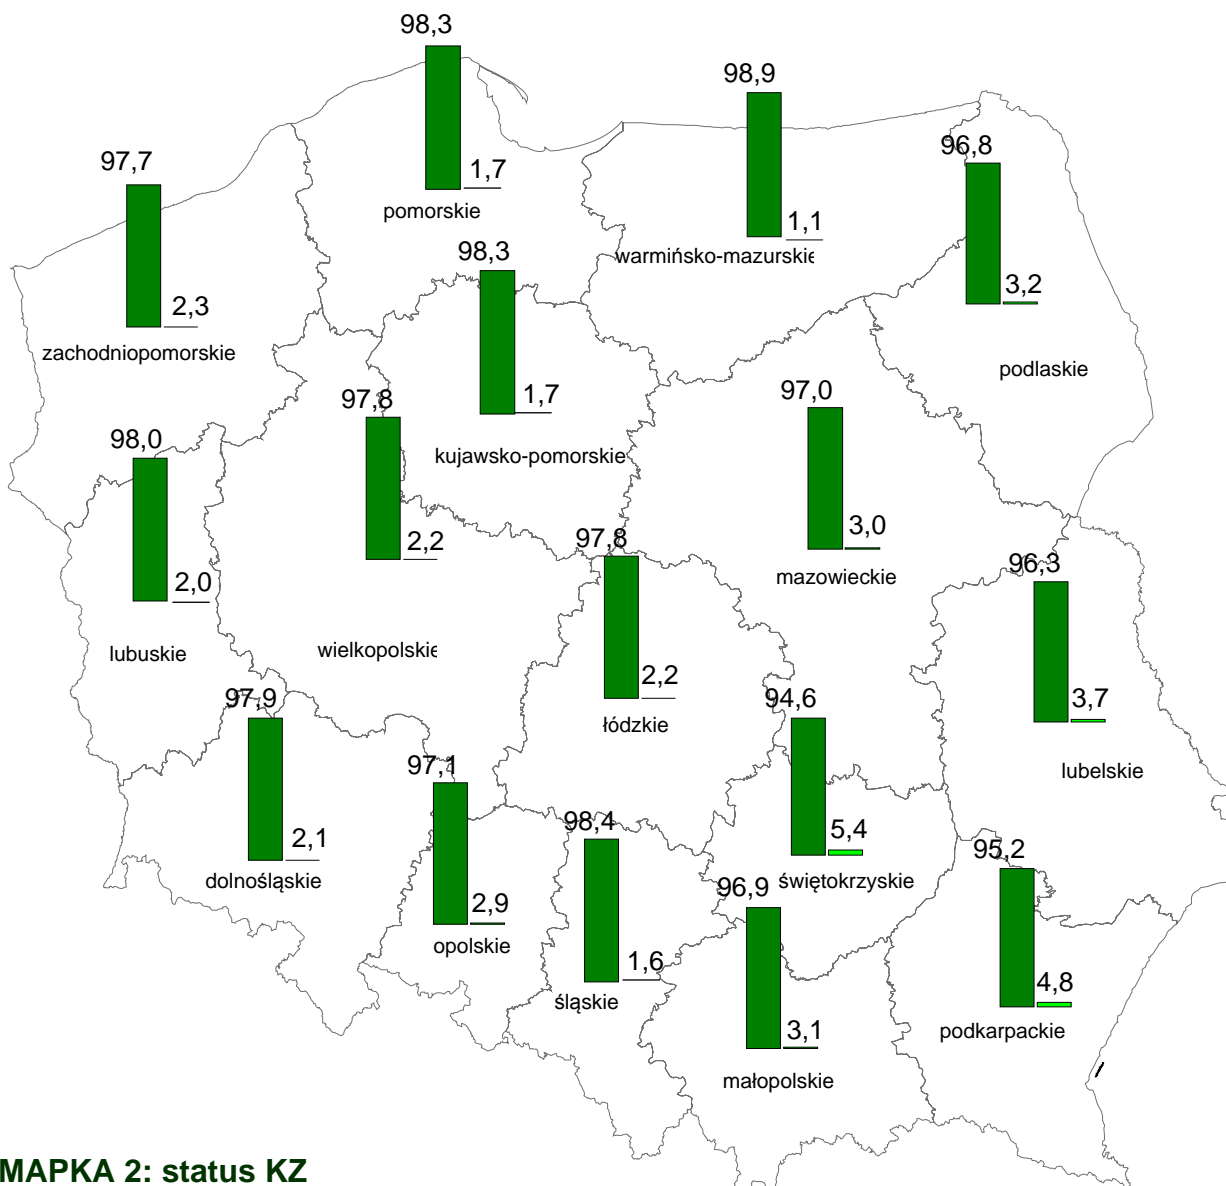 98,3
1,7
pomorskie
98,9
1,1
warmińsko-mazurskie
96,8
3,2
podlaskie
97,7
2,3
zachodniopomorskie
98,3
1,7
kujawsko-pomorskie
97,0
3,0
mazowieckie
97,8
2,2
wielkopolskie
98,0
2,0
lubuskie
97,8
2,2
łódzkie
96,3
3,7
lubelskie
97,9
2,1
dolnośląskie
97,1
2,9
opolskie
98,4
1,6
śląskie
94,6
5,4
świętokrzyskie
96,9
3,1
małopolskie
95,2
4,8
podkarpackie
MAPKA 2: status KZ